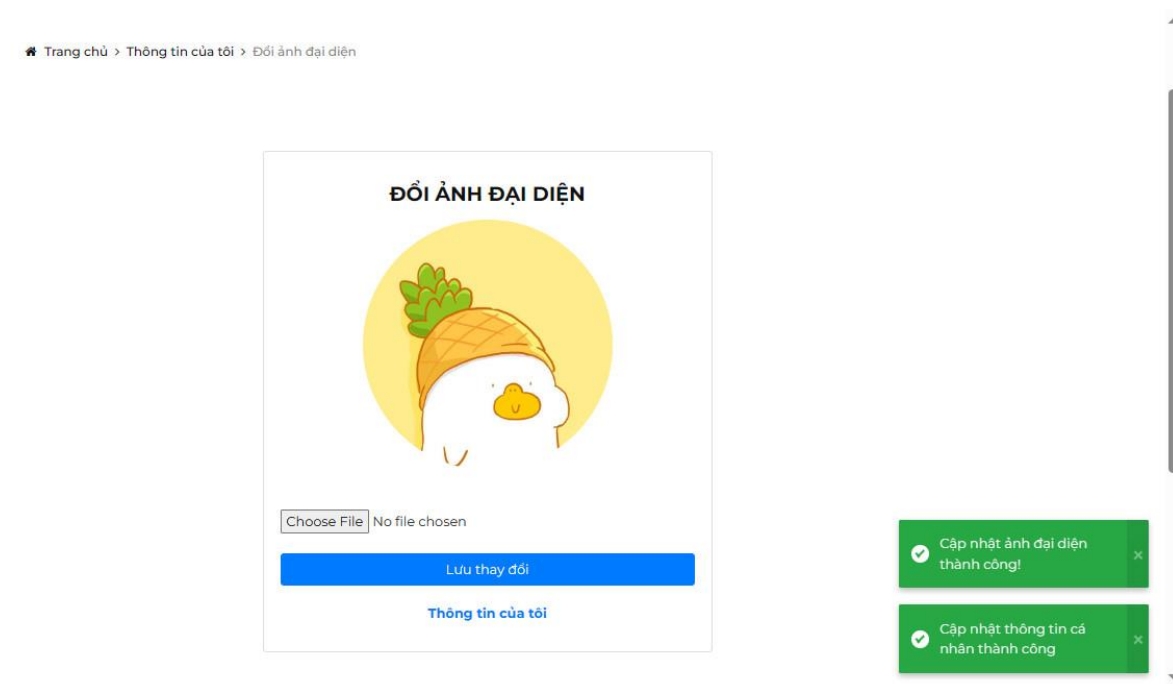 Trang chủ > Thông tin của tôi > Đổi ảnh đại diện
ĐỔI ẢNH ĐẠI DIỆN
Choose File No file chosen
Lưu thay đổi
Thông tin của tôi
Cập nhật ảnh đại diện
thành công!
×
Cập nhật thông tin cá
nhân thành công
×